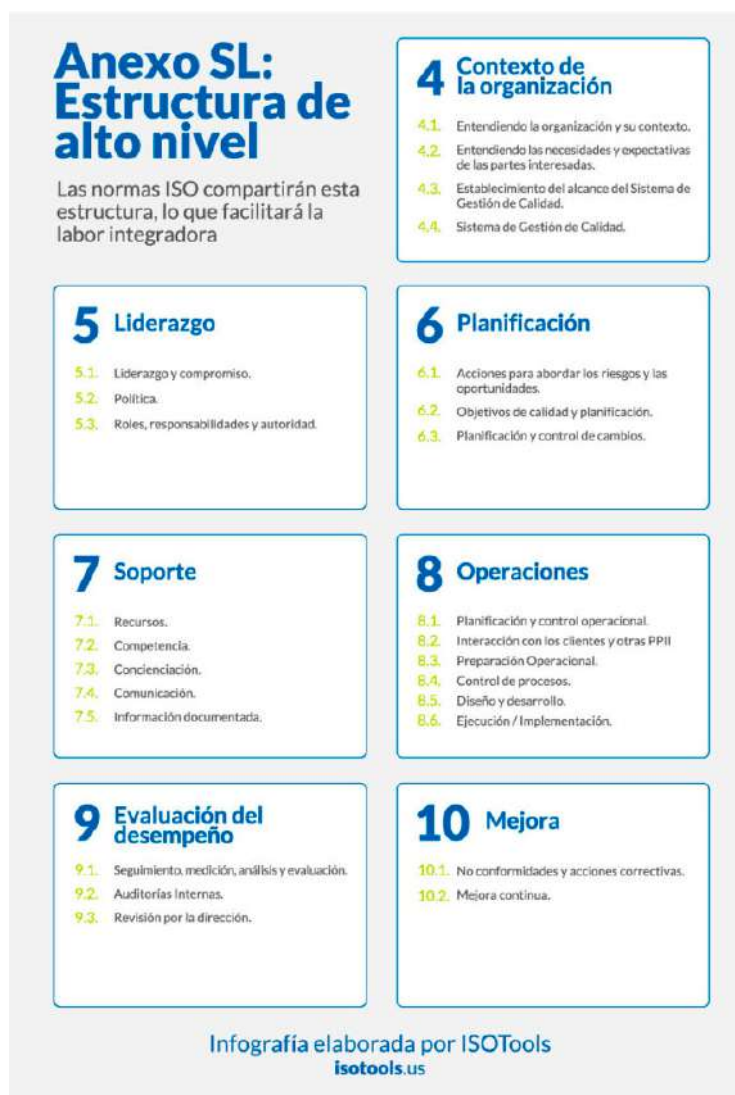 Anexo SL:
Estructura de
alto nivel
Las normas ISO compartirán esta
estructura, lo que facilitará la
labor integradora
4 Contexto de
la organización
4.1. Entendiendo la organización y su contexto.
4.2. Entendiendo las necesidades y expectativas
de las partes interesadas.
4.3. Establecimiento del alcance del Sistema de
Gestión de Calidad.
4.4. Sistema de Gestión de Calidad.
5 Liderazgo
5.1. Liderazgo y compromiso.
5.2. Política.
5.3. Roles, responsabilidades y autoridad.
6 Planificación
6.1. Acciones para abordar los riesgos y las
oportunidades.
6.2. Objetivos de calidad y planificación.
6.3. Planificación y control de cambios.
7 Soporte
7.1. Recursos.
7.2. Competencia.
7.3. Concienciación.
7.4. Comunicación.
7.5. Información documentada.
8 Operaciones
8.1. Planificación y control operacional.
8.2. Interacción con los clientes y otras PPII
8.3. Preparación Operacional.
8.4. Control de procesos.
8.5. Diseño y desarrollo.
8.6. Ejecución / Implementación.
9 Evaluación del
desempeño
9.1. Seguimiento, medición, análisis y evaluación.
9.2. Auditorías Internas.
9.3. Revisión por la dirección.
10 Mejora
10.1. No conformidades y acciones correctivas.
10.2. Mejora continua.
Infografía elaborada por ISOTools
isotools.us